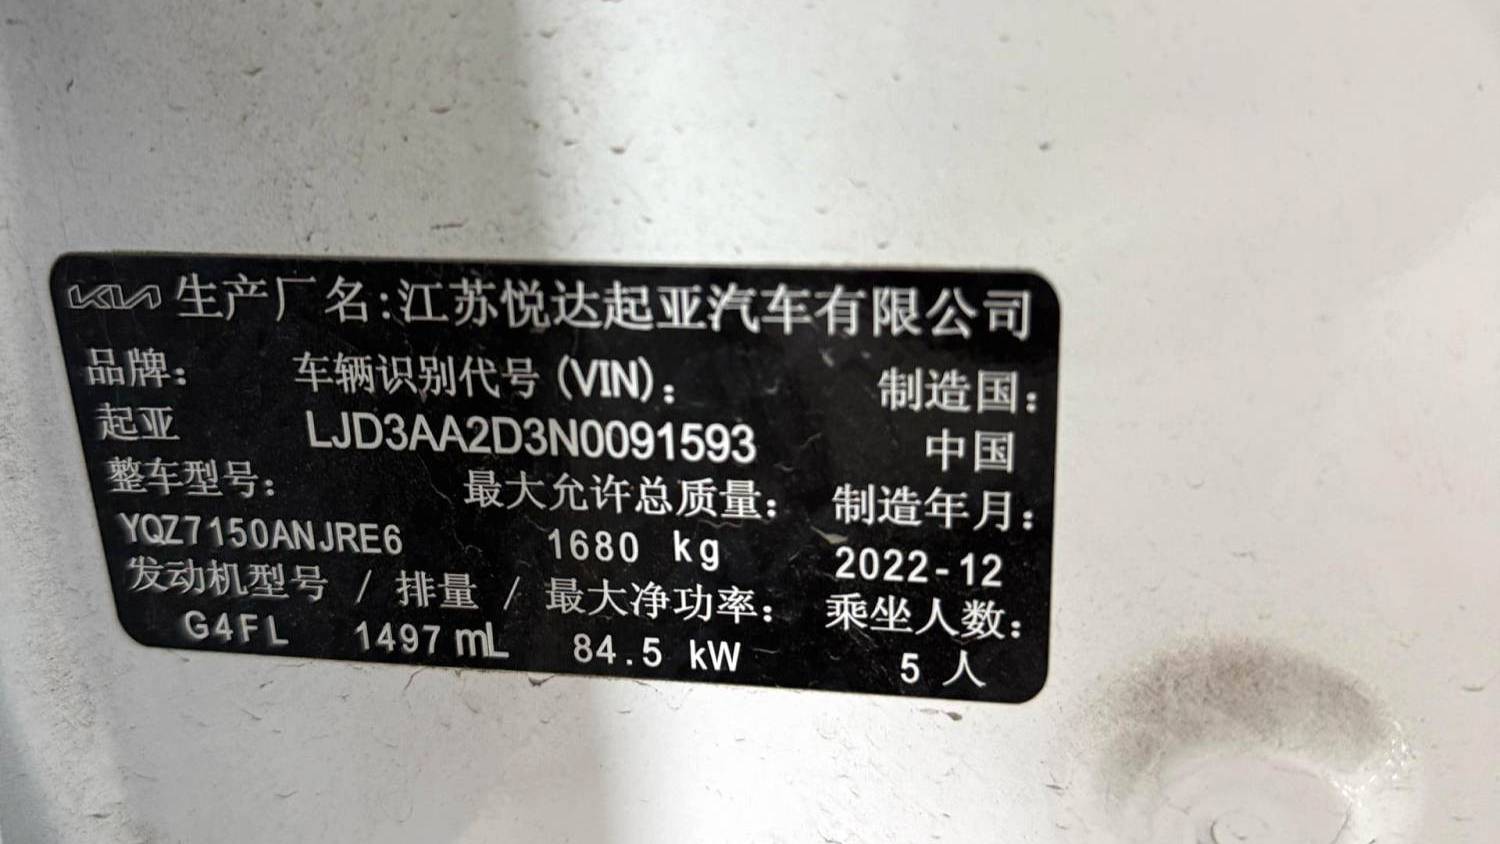 KIA 生产厂名:江苏悦达起亚汽车有限公司
品牌: 车辆识别代号(VIN): 制造国:
起亚 LJD3AA2D3N0091593 中国
整车型号: 最大允许总质量: 制造年月:
YQZ7150ANJRE6 1680 kg 2022-12
发动机型号 / 排量 / 最大净功率: 乘坐人数:
G4FL 1497 mL 84.5 kW 5 人